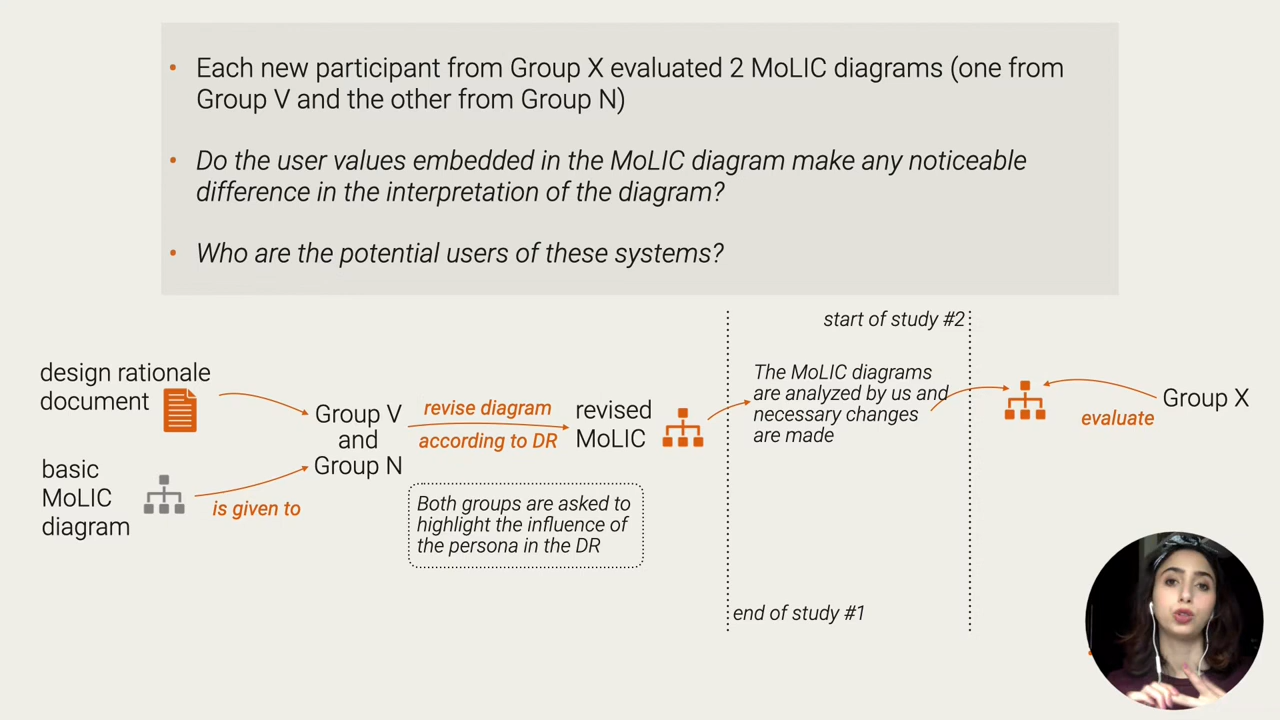 • Each new participant from Group X evaluated 2 MoLIC diagrams (one from
Group V and the other from Group N)
• Do the user values embedded in the MoLIC diagram make any noticeable
difference in the interpretation of the diagram?
• Who are the potential users of these systems?
start of study #2
design rationale
document
basic
MoLIC
diagram
is given to
Group V
and
Group N
revise diagram
according to DR
Both groups are asked to
highlight the influence of
the persona in the DR
revised
MoLIC
The MoLIC diagrams
are analyzed by us and
necessary changes
are made
end of study #1
evaluate
Group X